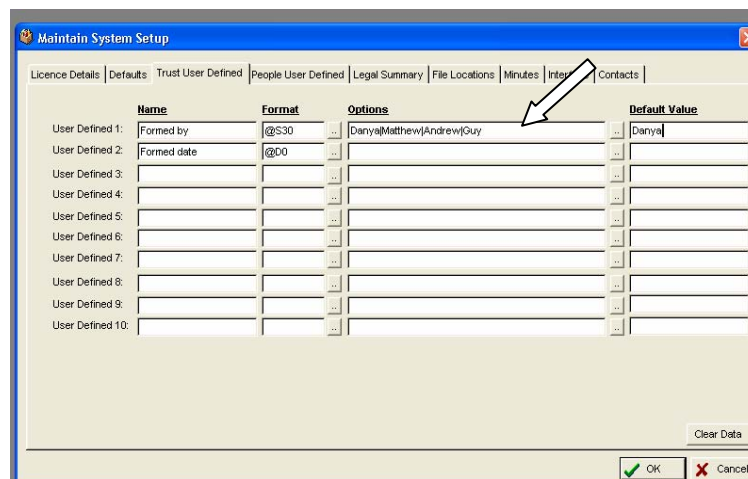 Maintain System Setup
Licence Details Defaults Trust User Defined People User Defined Legal Summary File Locations Minutes Contacts
Name Format Options Default Value
User Defined 1: Formed by @S30 .. Danya|Matthew|Andrew|Guy .. Danya
User Defined 2: Formed date @D0 .. ..
User Defined 3: .. ..
User Defined 4: .. ..
User Defined 5: .. ..
User Defined 6: .. ..
User Defined 7: .. ..
User Defined 8: .. ..
User Defined 9: .. ..
User Defined 10: .. ..
Clear Data
OK Cancel